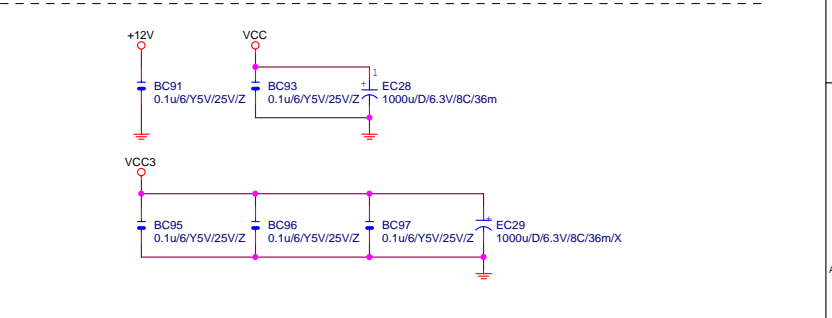 +12V
VCC
1
+
BC91
BC93
EC28
0.1u/6/Y5V/25V/Z
0.1u/6/Y5V/25V/Z
1000u/D/6.3V/8C/36m
VCC3
+
BC95
BC96
BC97
EC29
0.1u/6/Y5V/25V/Z
0.1u/6/Y5V/25V/Z
0.1u/6/Y5V/25V/Z
1000u/D/6.3V/8C/36m/X
A